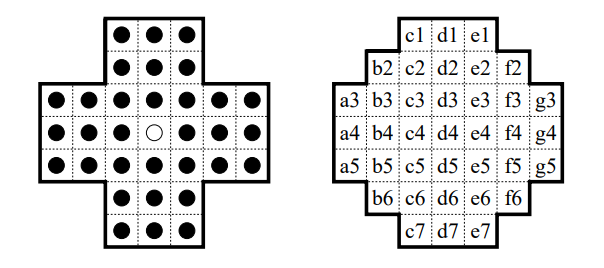 c1 d1 e1
b2 c2 d2 e2 f2
a3 b3 c3 d3 e3 f3 g3
a4 b4 c4 d4 e4 f4 g4
a5 b5 c5 d5 e5 f5 g5
b6 c6 d6 e6 f6
c7 d7 e7